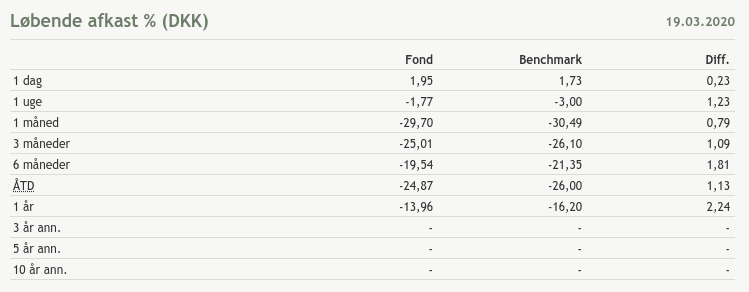 Løbende afkast % (DKK) 19.03.2020
Fond Benchmark Diff.
1 dag 1,95 1,73 0,23
1 uge -1,77 -3,00 1,23
1 måned -29,70 -30,49 0,79
3 måneder -25,01 -26,10 1,09
6 måneder -19,54 -21,35 1,81
ÅTD -24,87 -26,00 1,13
1 år -13,96 -16,20 2,24
3 år ann. - - -
5 år ann. - - -
10 år ann. - - -